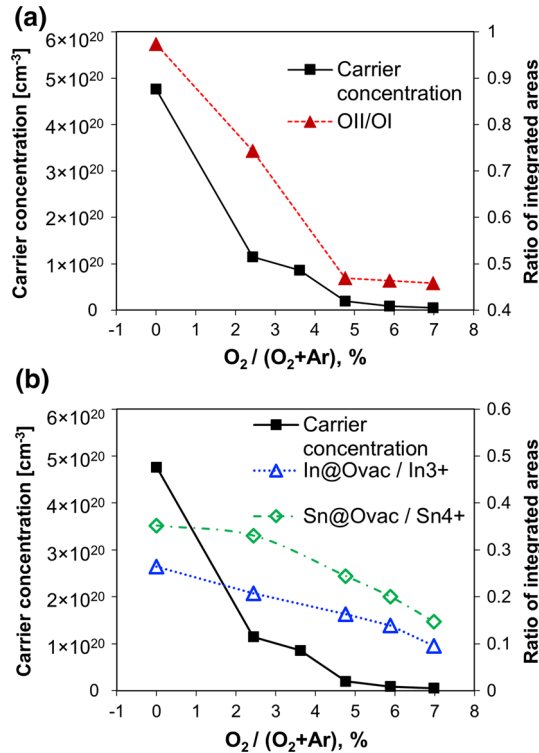 (a)
6×10²⁰
5×10²⁰
4×10²⁰
3×10²⁰
2×10²⁰
1×10²⁰
0
Carrier concentration [cm⁻³]
Carrier
concentration
OII/OI
1
0.9
0.8
0.7
0.6
0.5
0.4
Ratio of integrated areas
-1 0 1 2 3 4 5 6 7 8
O₂ / (O₂+Ar), %
(b)
6×10²⁰
5×10²⁰
4×10²⁰
3×10²⁰
2×10²⁰
1×10²⁰
0
Carrier concentration [cm⁻³]
Carrier
concentration
In@Ovac / In3+
Sn@Ovac / Sn4+
0.6
0.5
0.4
0.3
0.2
0.1
0
Ratio of integrated areas
-1 0 1 2 3 4 5 6 7 8
O₂ / (O₂+Ar), %